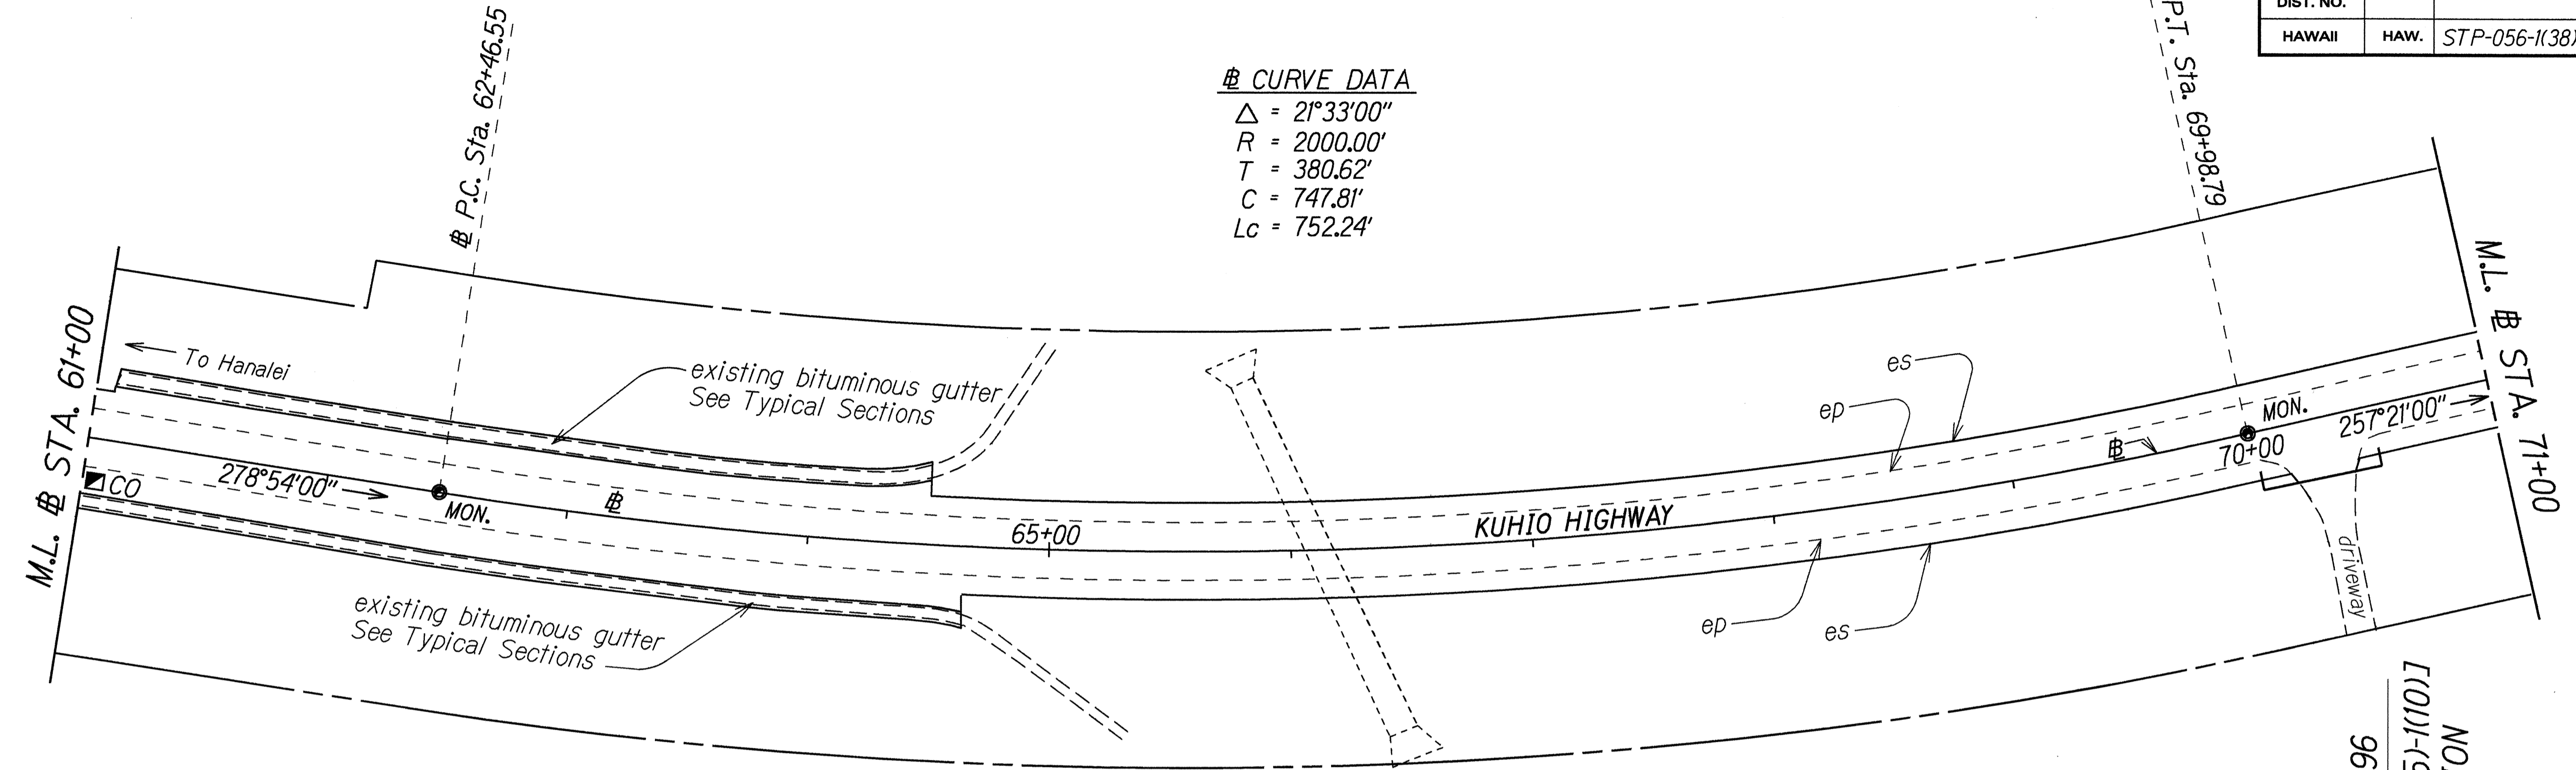 DIST. NO.
HAWAII HAW. STP-056-1(38)
℄ P.C. Sta. 62+46.55
P.T. Sta. 69+98.79
℄ CURVE DATA
△ = 21°33'00"
R = 2000.00'
T = 380.62'
C = 747.81'
Lc = 752.24'
M.L. ℄ STA. 61+00
To Hanalei
existing bituminous gutter
See Typical Sections
es
ep
MON.
257°21'00"
M.L. ℄ STA. 71+00
CO
278°54'00"
MON.
℄
65+00
KUHIO HIGHWAY
℄
70+00
driveway
existing bituminous gutter
See Typical Sections
ep
es
96